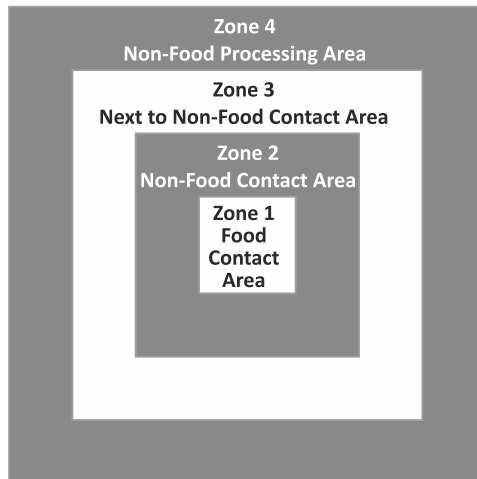 Zone 4
Non-Food Processing Area
Zone 3
Next to Non-Food Contact Area
Zone 2
Non-Food Contact Area
Zone 1
Food
Contact
Area